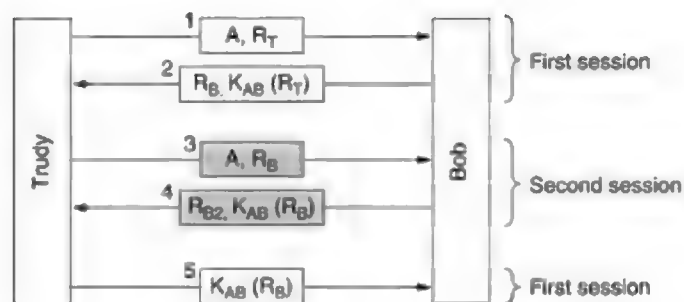 1
A, R_T
2
R_B, K_AB (R_T)
First session
Trudy
Bob
3
A, R_B
4
R_B2, K_AB (R_B)
Second session
5
K_AB (R_B)
First session